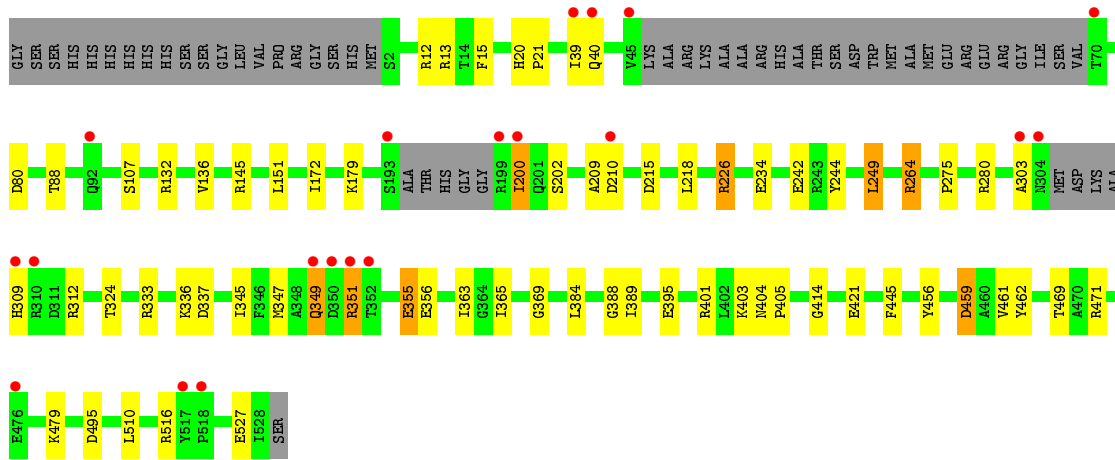 GLY SER SER HIS HIS HIS HIS HIS HIS SER SER GLY LEU VAL PRO ARG GLY SER HIS MET S2 R12 R13 T14 F15 H20 P21 I39 Q40 V45 LYS ALA ARG LYS ALA ALA ARG HIS ALA THR SER ASP TRP MET ALA MET GLU ARG GLU ARG GLY ILE SER VAL T70
D80 T88 Q92 S107 R132 V136 R145 L151 I172 K179 S193 ALA THR HIS GLY GLY R199 I200 Q201 S202 A209 D210 D215 L218 R226 E234 E242 R243 Y244 L249 R264 P275 R280 A303 N304 MET ASP LYS ALA
H309 R310 D311 R312 T324 R333 K336 D337 I345 F346 M347 A348 Q349 D350 R351 T352 E355 E356 I363 G364 I365 G369 L384 G388 I389 E395 R401 L402 K403 N404 P405 G414 E421 F445 Y456 D459 A460 V461 Y462 T469 A470 R471
E476 K479 D495 L510 R516 Y517 P518 E527 I528 SER